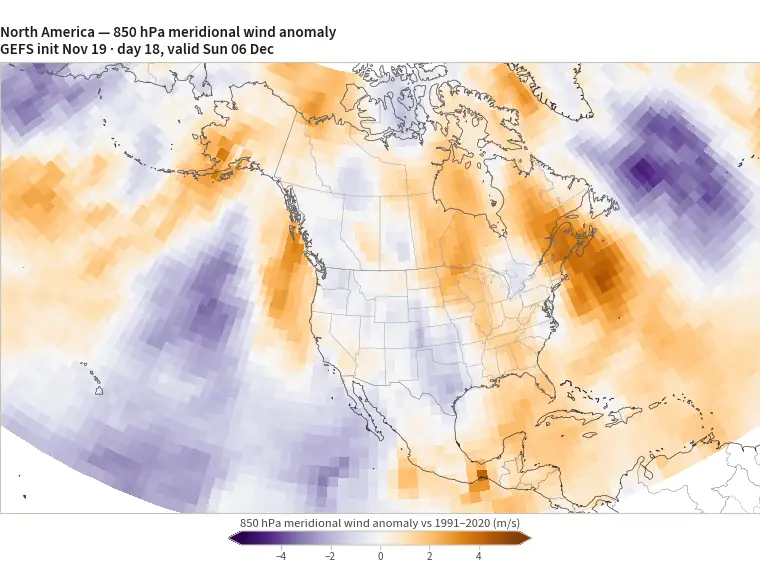 North America — 850 hPa meridional wind anomaly
GEFS init Nov 19 · day 18, valid Sun 06 Dec
850 hPa meridional wind anomaly vs 1991–2020 (m/s)
−4 −2 0 2 4